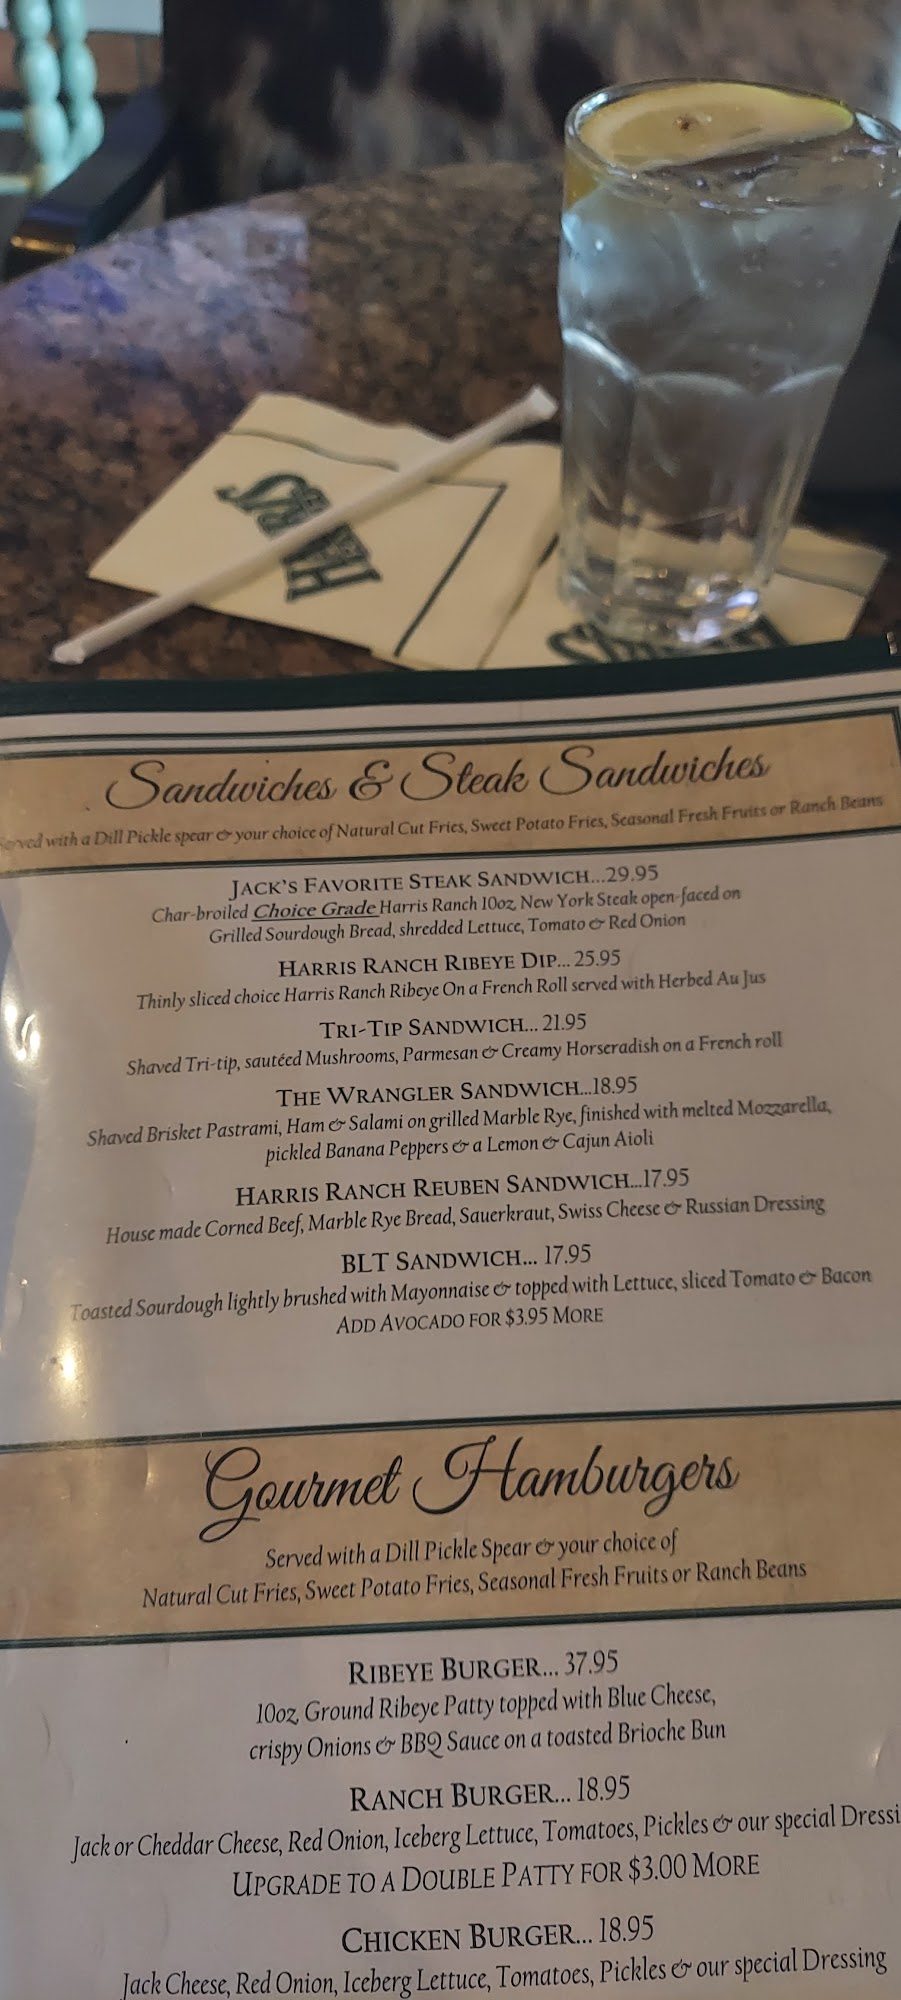 HARRIS
Sandwiches & Steak Sandwiches
Served with a Dill Pickle spear & your choice of Natural Cut Fries, Sweet Potato Fries, Seasonal Fresh Fruits or Ranch Beans
JACK'S FAVORITE STEAK SANDWICH...29.95
Char-broiled Choice Grade Harris Ranch 10oz New York Steak open-faced on
Grilled Sourdough Bread, shredded Lettuce, Tomato & Red Onion
HARRIS RANCH RIBEYE DIP... 25.95
Thinly sliced choice Harris Ranch Ribeye On a French Roll served with Herbed Au Jus
TRI-TIP SANDWICH... 21.95
Shaved Tri-tip, sautéed Mushrooms, Parmesan & Creamy Horseradish on a French roll
THE WRANGLER SANDWICH...18.95
Shaved Brisket Pastrami, Ham & Salami on grilled Marble Rye, finished with melted Mozzarella,
pickled Banana Peppers & a Lemon & Cajun Aioli
HARRIS RANCH REUBEN SANDWICH...17.95
House made Corned Beef, Marble Rye Bread, Sauerkraut, Swiss Cheese & Russian Dressing
BLT SANDWICH... 17.95
Toasted Sourdough lightly brushed with Mayonnaise & topped with Lettuce, sliced Tomato & Bacon
ADD AVOCADO FOR $3.95 MORE
Gourmet Hamburgers
Served with a Dill Pickle Spear & your choice of
Natural Cut Fries, Sweet Potato Fries, Seasonal Fresh Fruits or Ranch Beans
RIBEYE BURGER... 37.95
10oz Ground Ribeye Patty topped with Blue Cheese,
crispy Onions & BBQ Sauce on a toasted Brioche Bun
RANCH BURGER... 18.95
Jack or Cheddar Cheese, Red Onion, Iceberg Lettuce, Tomatoes, Pickles & our special Dressi
UPGRADE TO A DOUBLE PATTY FOR $3.00 MORE
CHICKEN BURGER... 18.95
Jack Cheese, Red Onion, Iceberg Lettuce, Tomatoes, Pickles & our special Dressing